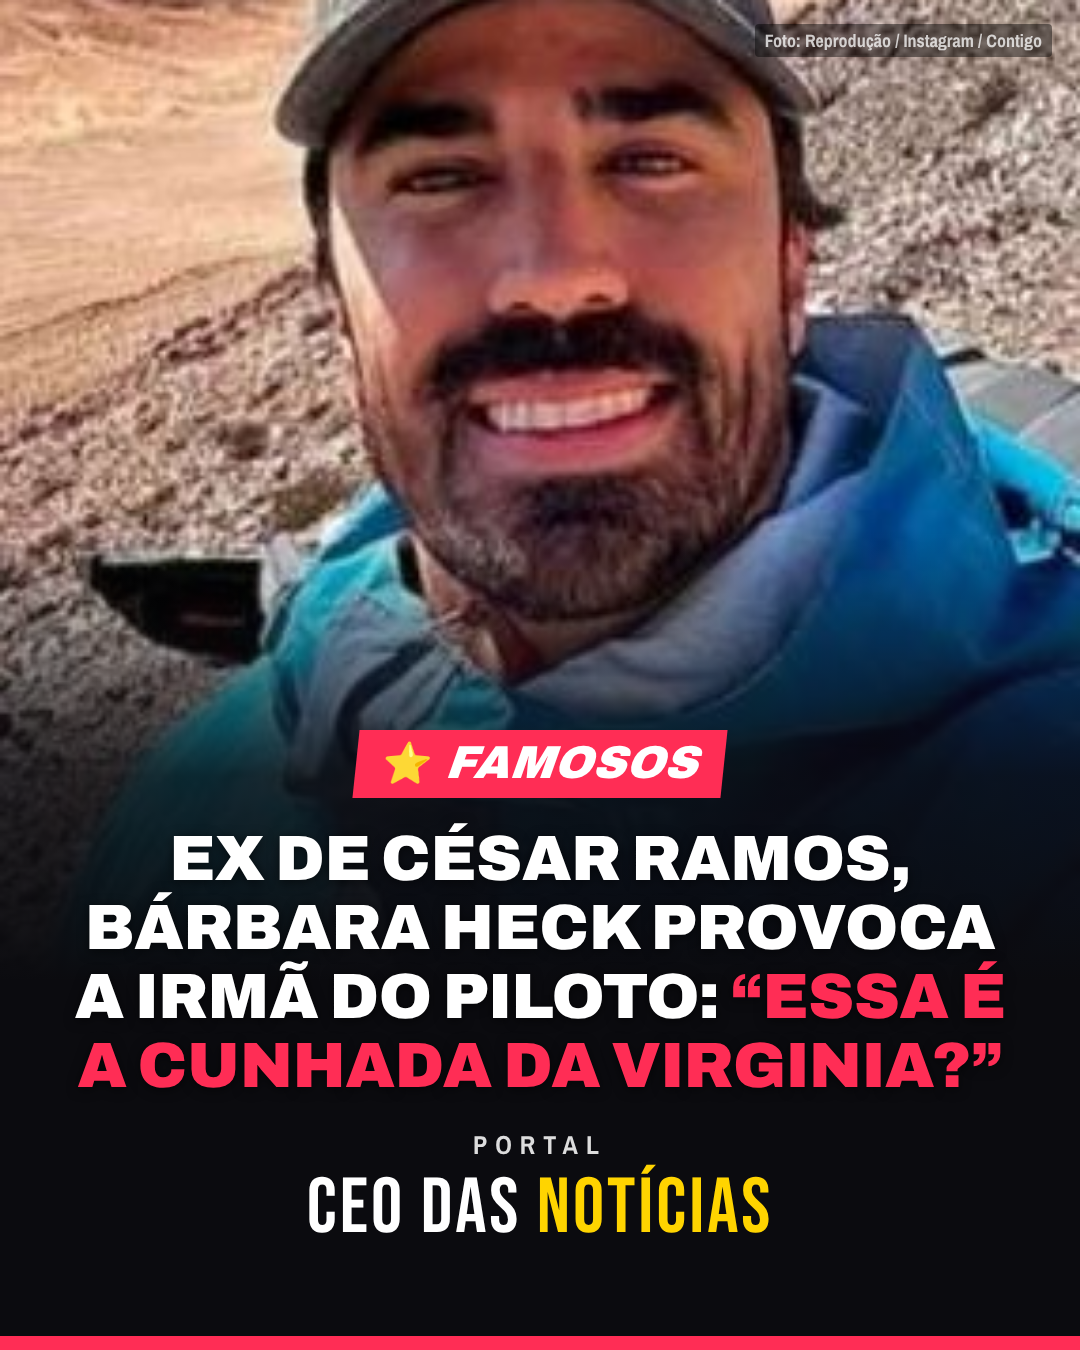 Foto: Reprodução / Instagram / Contigo
⭐ FAMOSOS
EX DE CÉSAR RAMOS,
BÁRBARA HECK PROVOCA
A IRMÃ DO PILOTO: “ESSA É
A CUNHADA DA VIRGINIA?”
PORTAL
CEO DAS NOTÍCIAS